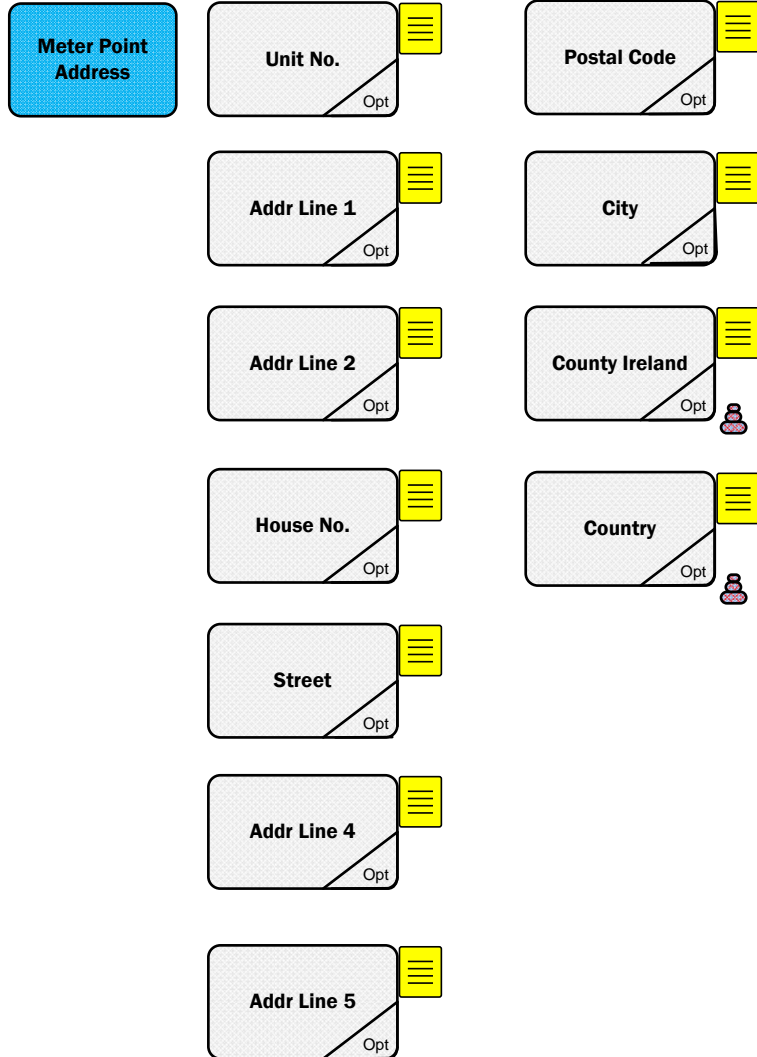 Meter Point
Address
Unit No.
Opt
Addr Line 1
Opt
Addr Line 2
Opt
House No.
Opt
Street
Opt
Addr Line 4
Opt
Addr Line 5
Opt
Postal Code
Opt
City
Opt
County Ireland
Opt
Country
Opt